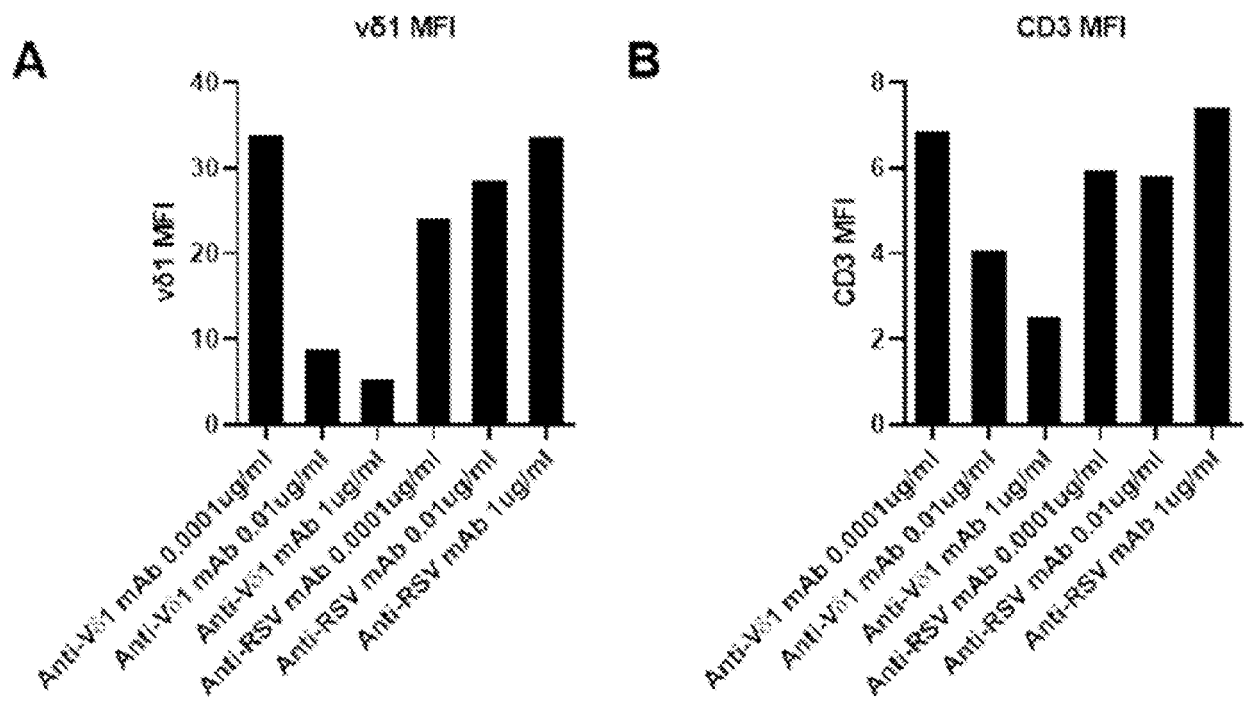 A
vδ1 MFI
40
30
20
10
0
vδ1 MFI
Anti-Vδ1 mAb 0.0001ug/ml
Anti-Vδ1 mAb 0.01ug/ml
Anti-Vδ1 mAb 1ug/ml
Anti-RSV mAb 0.0001ug/ml
Anti-RSV mAb 0.01ug/ml
Anti-RSV mAb 1ug/ml
B
CD3 MFI
8
6
4
2
0
CD3 MFI
Anti-Vδ1 mAb 0.0001ug/ml
Anti-Vδ1 mAb 0.01ug/ml
Anti-Vδ1 mAb 1ug/ml
Anti-RSV mAb 0.0001ug/ml
Anti-RSV mAb 0.01ug/ml
Anti-RSV mAb 1ug/ml